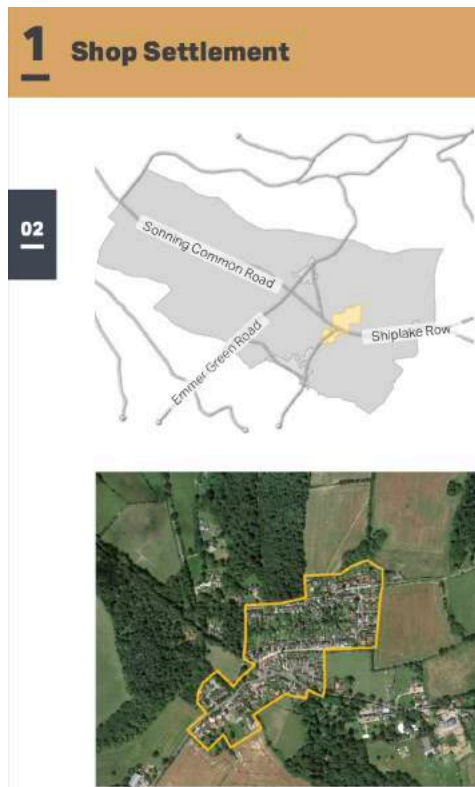 1 Shop Settlement
02
Sonning Common Road
Emmer Green Road
Shiplake Row